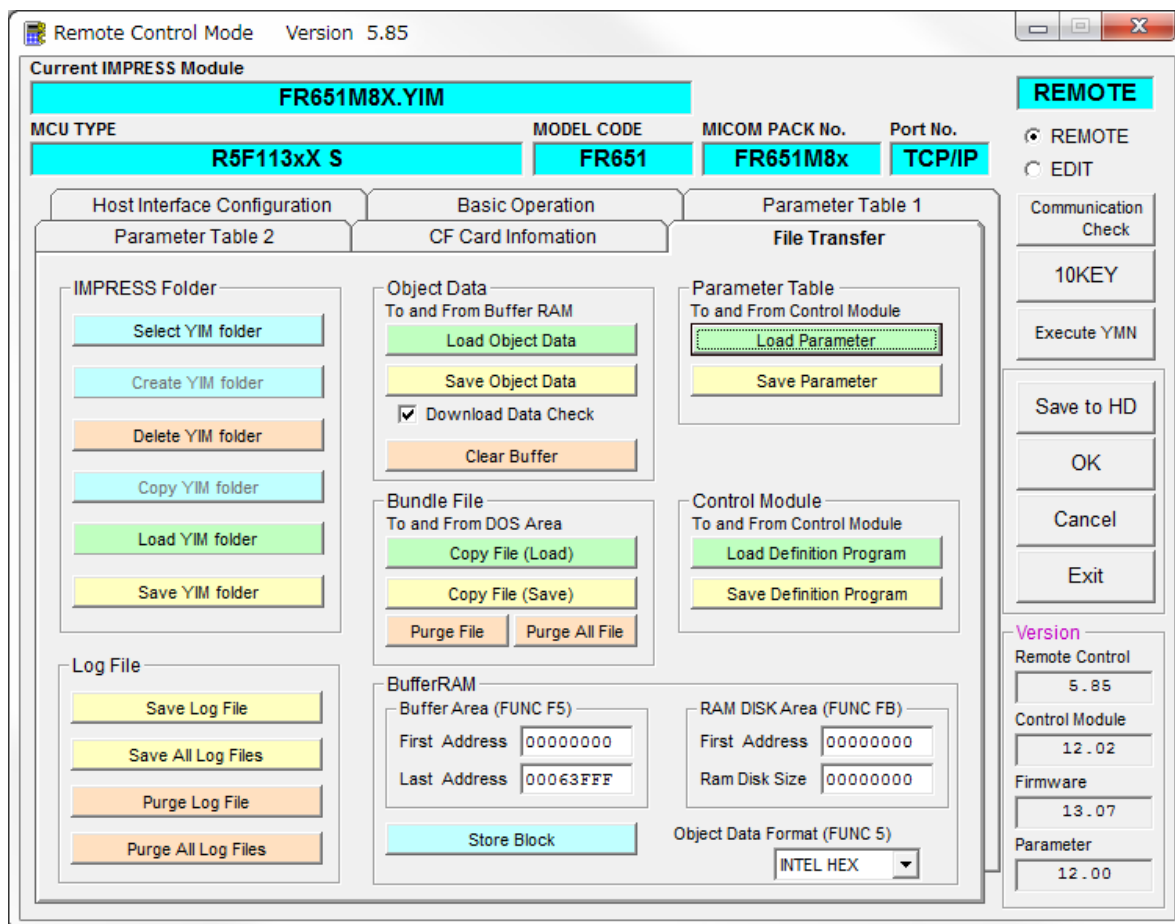 Remote Control Mode Version 5.85
Current IMPRESS Module
FR651M8X.YIM
MCU TYPE
R5F113xX S
MODEL CODE
FR651
MICOM PACK No.
FR651M8x
Port No.
TCP/IP
REMOTE
REMOTE
EDIT
Host Interface Configuration
Basic Operation
Parameter Table 1
Parameter Table 2
CF Card Infomation
File Transfer
IMPRESS Folder
Select YIM folder
Create YIM folder
Delete YIM folder
Copy YIM folder
Load YIM folder
Save YIM folder
Log File
Save Log File
Save All Log Files
Purge Log File
Purge All Log Files
Object Data
To and From Buffer RAM
Load Object Data
Save Object Data
Download Data Check
Clear Buffer
Bundle File
To and From DOS Area
Copy File (Load)
Copy File (Save)
Purge File
Purge All File
Parameter Table
To and From Control Module
Load Parameter
Save Parameter
Control Module
To and From Control Module
Load Definition Program
Save Definition Program
BufferRAM
Buffer Area (FUNC F5)
First Address 00000000
Last Address 00063FFF
RAM DISK Area (FUNC FB)
First Address 00000000
Ram Disk Size 00000000
Store Block
Object Data Format (FUNC 5)
INTEL HEX
Communication
Check
10KEY
Execute YMN
Save to HD
OK
Cancel
Exit
Version
Remote Control
5.85
Control Module
12.02
Firmware
13.07
Parameter
12.00